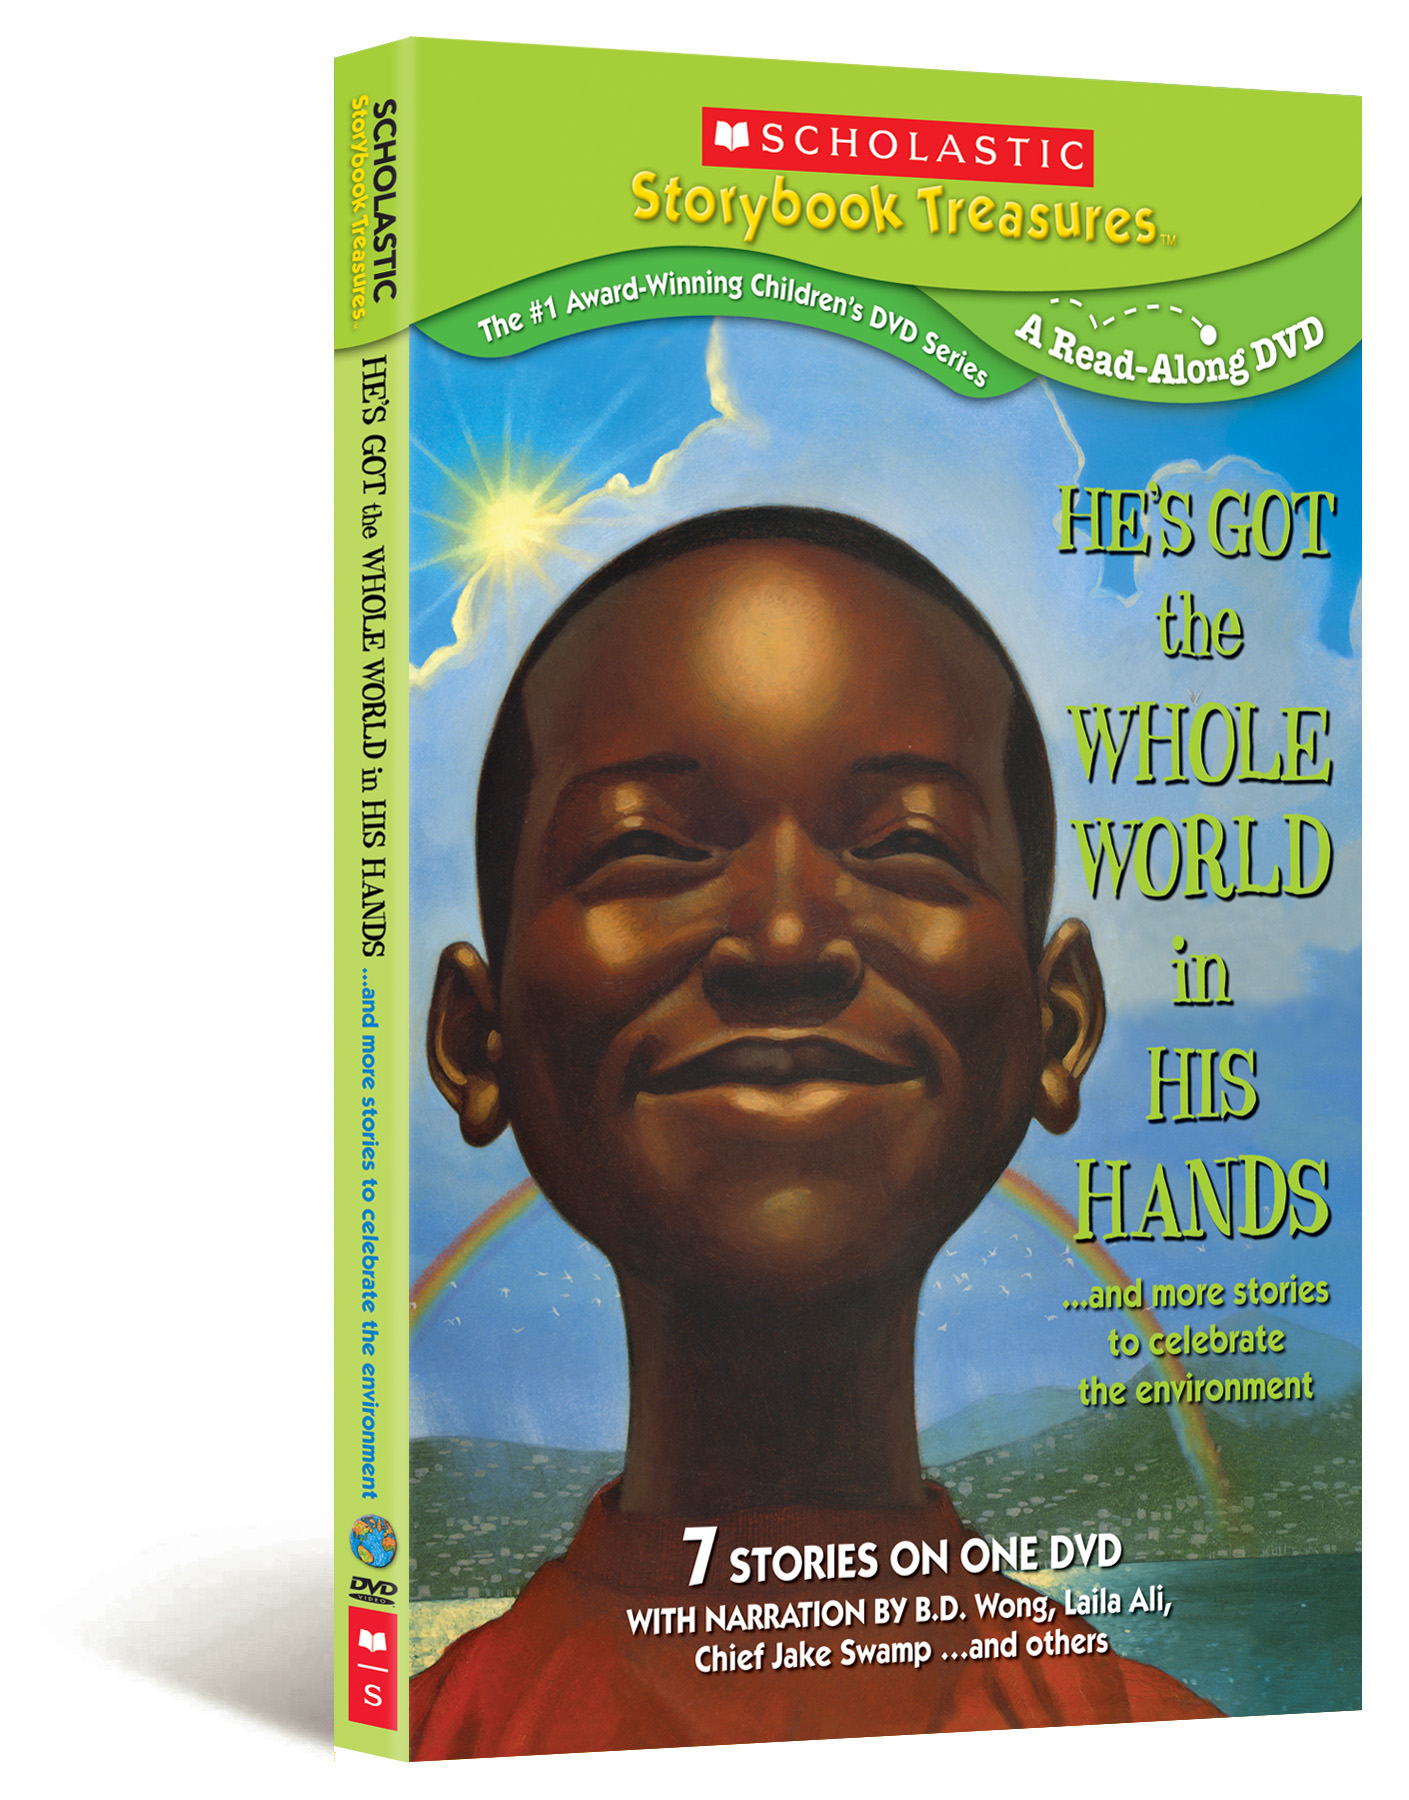 SCHOLASTIC
Storybook Treasures™
The #1 Award-Winning Children's DVD Series
A Read-Along DVD
HE'S GOT
the
WHOLE
WORLD
in
HIS
HANDS
...and more stories
to celebrate
the environment
7 STORIES ON ONE DVD
WITH NARRATION BY B.D. Wong, Laila Ali,
Chief Jake Swamp ...and others
SCHOLASTIC
Storybook Treasures™
HE'S GOT the WHOLE WORLD in HIS HANDS ...and more stories to celebrate the environment
DVD
VIDEO
S